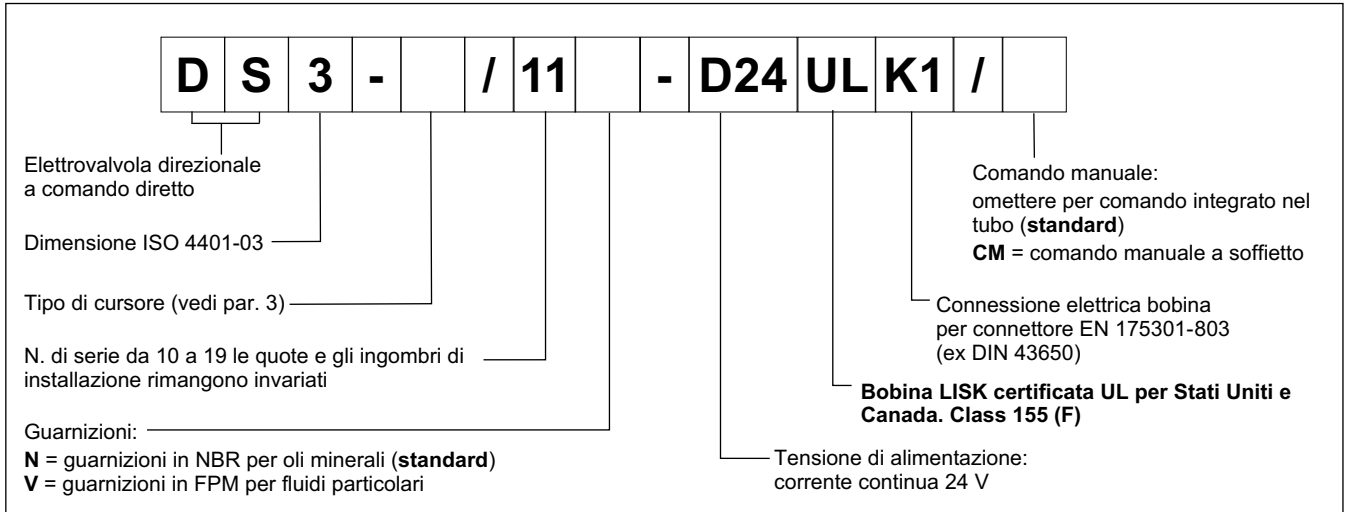 D S 3 - / 11 - D24 UL K1 /
Elettrovalvola direzionale
a comando diretto
Dimensione ISO 4401-03
Tipo di cursore (vedi par. 3)
N. di serie da 10 a 19 le quote e gli ingombri di
installazione rimangono invariati
Guarnizioni:
N = guarnizioni in NBR per oli minerali (standard)
V = guarnizioni in FPM per fluidi particolari
Comando manuale:
omettere per comando integrato nel
tubo (standard)
CM = comando manuale a soffietto
Connessione elettrica bobina
per connettore EN 175301-803
(ex DIN 43650)
Bobina LISK certificata UL per Stati Uniti e
Canada. Class 155 (F)
Tensione di alimentazione:
corrente continua 24 V